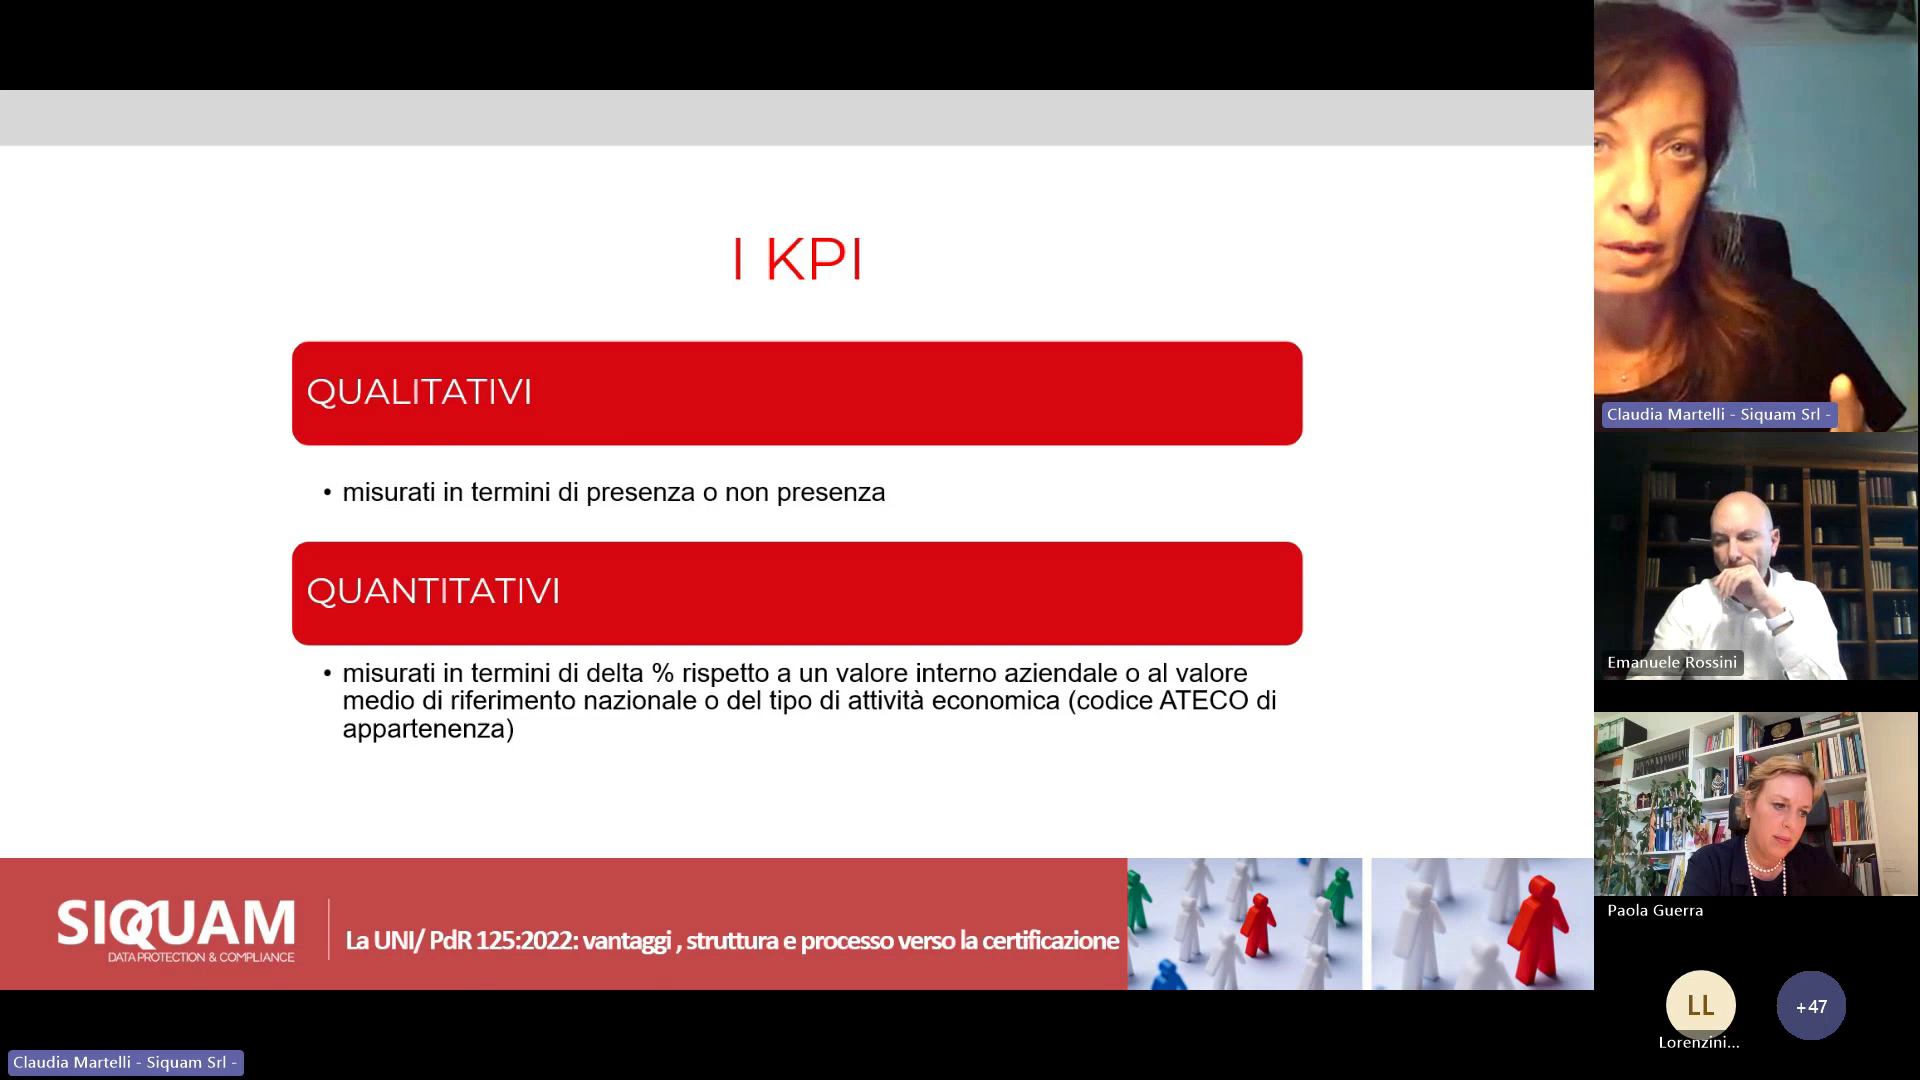 I KPI
QUALITATIVI
• misurati in termini di presenza o non presenza
QUANTITATIVI
• misurati in termini di delta % rispetto a un valore interno aziendale o al valore
medio di riferimento nazionale o del tipo di attività economica (codice ATECO di
appartenenza)
SIQUAM
DATA PROTECTION & COMPLIANCE
La UNI/ PdR 125:2022: vantaggi , struttura e processo verso la certificazione
Claudia Martelli - Siquam Srl -
Claudia Martelli - Siquam Srl -
Emanuele Rossini
Paola Guerra
LL
Lorenzini...
+47